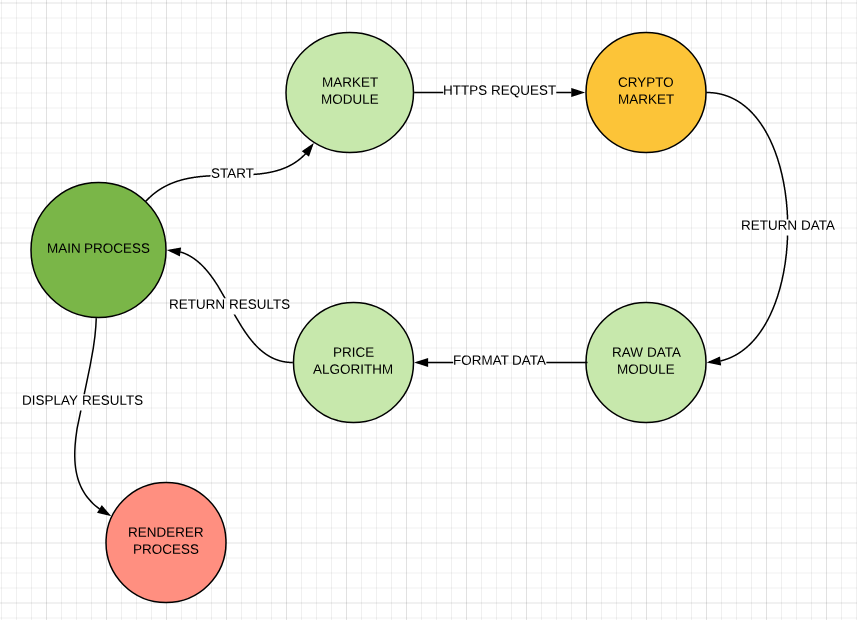 MARKET
MODULE
HTTPS REQUEST
CRYPTO
MARKET
START
RETURN DATA
MAIN PROCESS
RETURN RESULTS
PRICE
ALGORITHM
FORMAT DATA
RAW DATA
MODULE
DISPLAY RESULTS
RENDERER
PROCESS